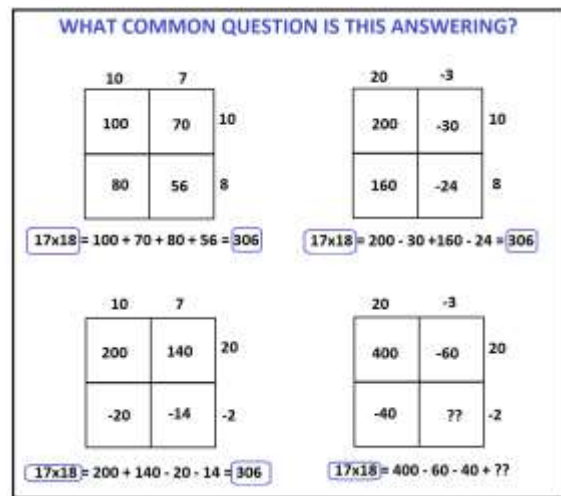 WHAT COMMON QUESTION IS THIS ANSWERING?
10 7
100 70 10
80 56 8
17x18 = 100 + 70 + 80 + 56 = 306
20 -3
200 -30 10
160 -24 8
17x18 = 200 - 30 +160 - 24 = 306
10 7
200 140 20
-20 -14 -2
17x18 = 200 + 140 - 20 - 14 = 306
20 -3
400 -60 20
-40 ?? -2
17x18 = 400 - 60 - 40 + ??